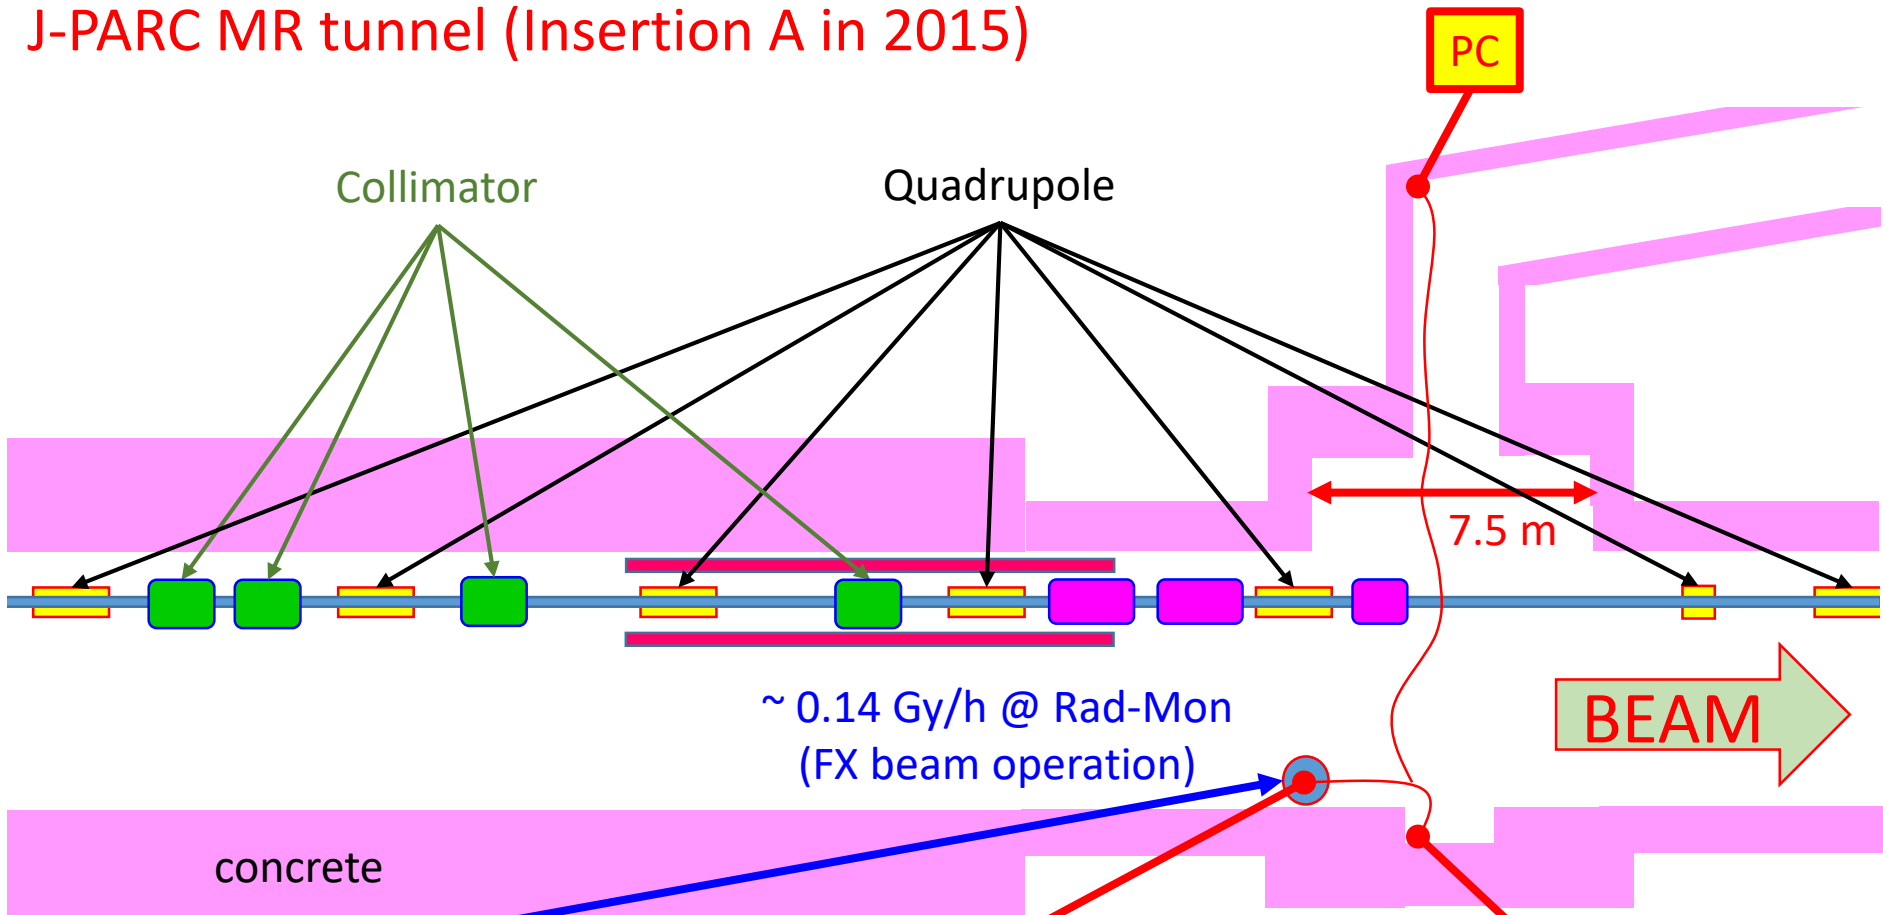 J-PARC MR tunnel (Insertion A in 2015)
PC
Collimator
Quadrupole
7.5 m
~ 0.14 Gy/h @ Rad-Mon
(FX beam operation)
BEAM
concrete